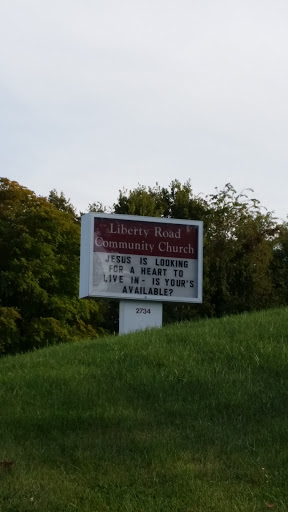 Liberty Road
Community Church
JESUS IS LOOKING
FOR A HEART TO
LIVE IN - IS YOUR'S
AVAILABLE?
2734